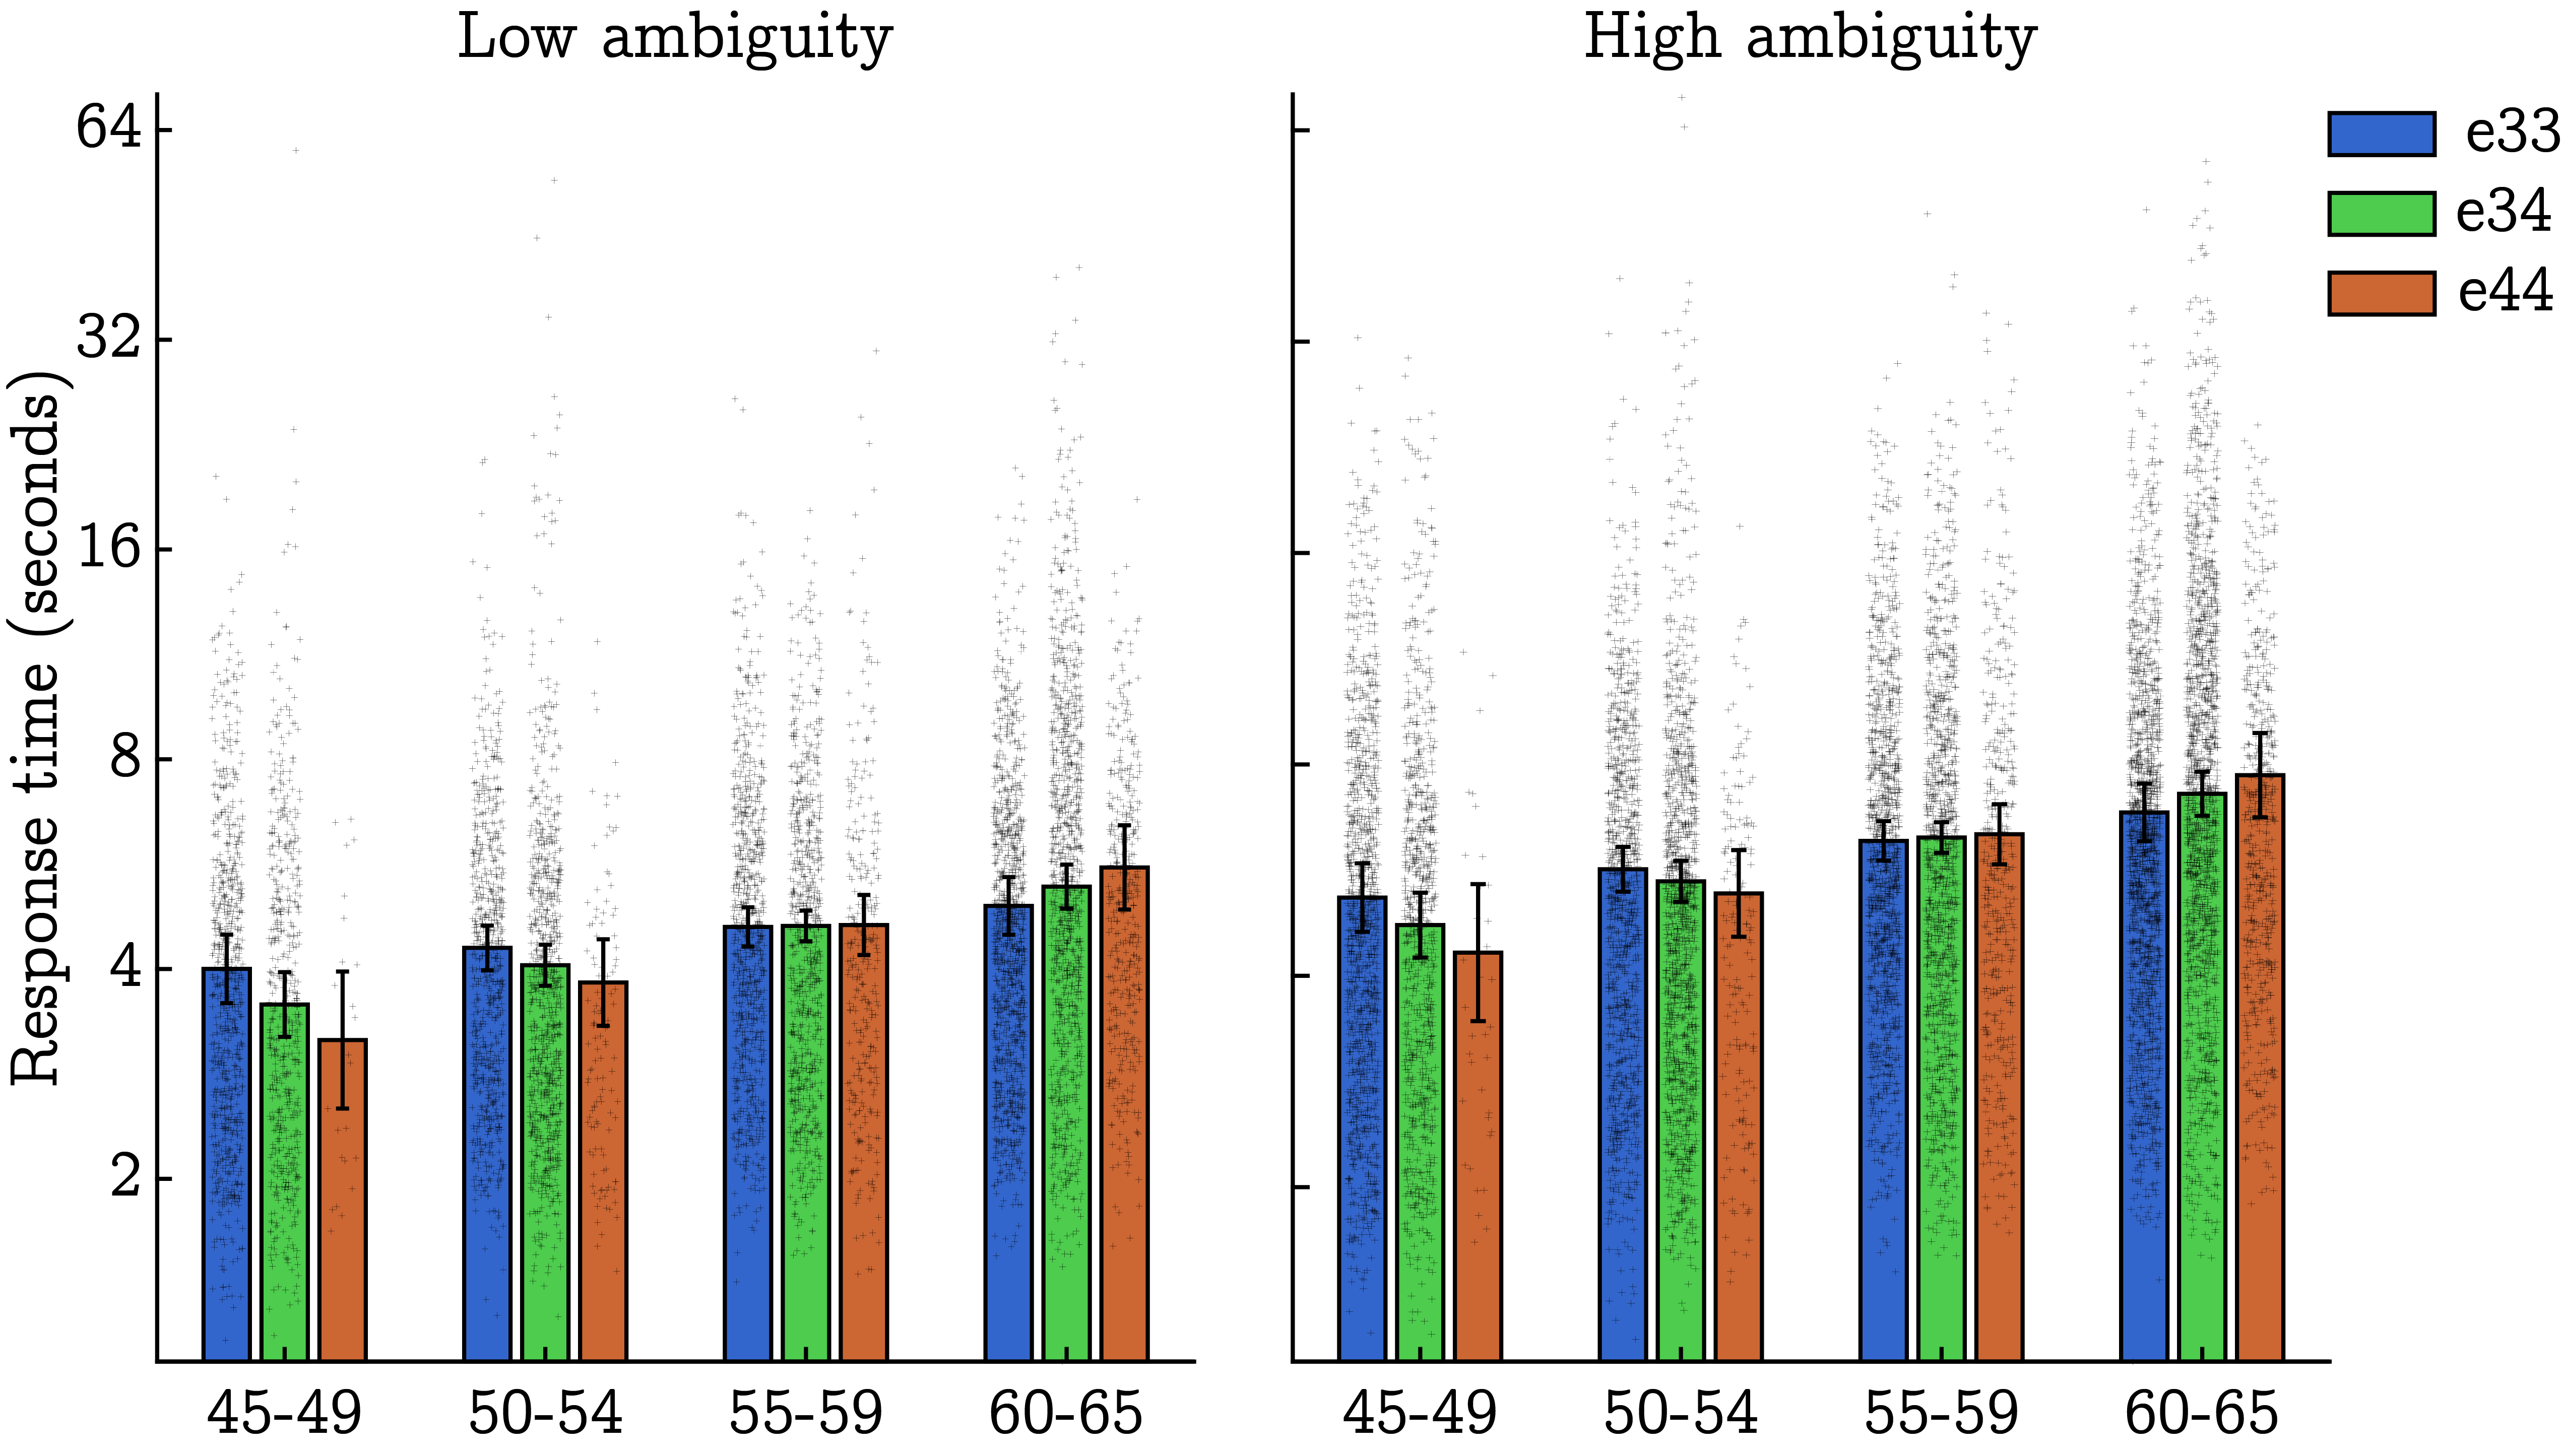 Low ambiguity
High ambiguity
Response time (seconds)
64
32
16
8
4
2
45-49
50-54
55-59
60-65
45-49
50-54
55-59
60-65
e33
e34
e44